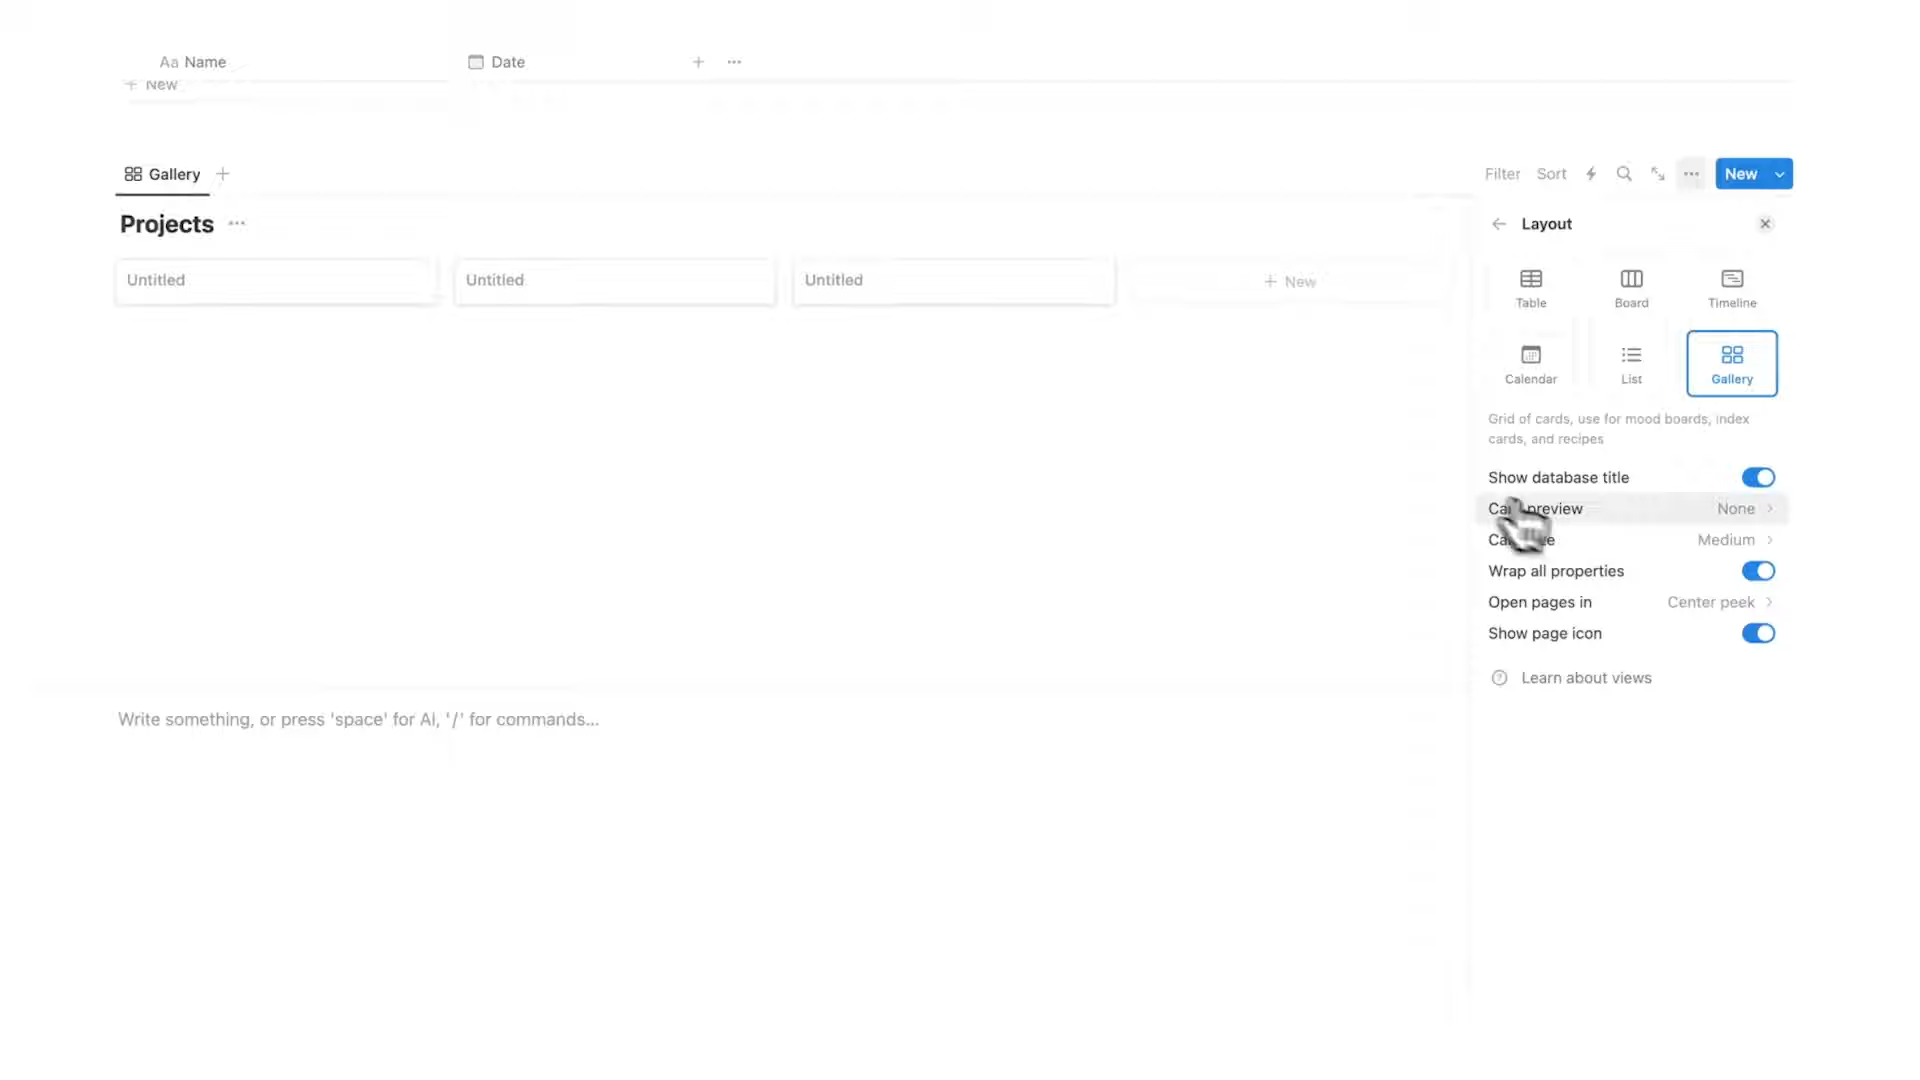 Aa Name Date
New
Gallery
Filter Sort New
Projects
Layout
Untitled Untitled Untitled New
Table Board Timeline
Calendar List Gallery
Grid of cards, use for mood boards, index
cards, and recipes
Show database title
preview None
Medium
Wrap all properties
Open pages in Center peek
Show page icon
Learn about views
Write something, or press 'space' for AI, '/' for commands...